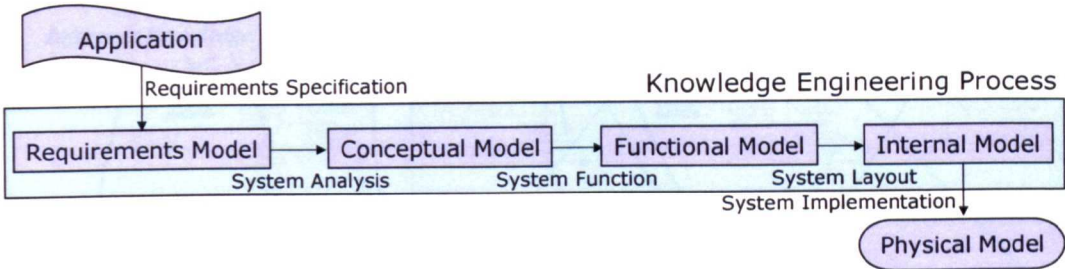 Application
Requirements Specification
Knowledge Engineering Process
Requirements Model
Conceptual Model
Functional Model
Internal Model
System Analysis
System Function
System Layout
System Implementation
Physical Model